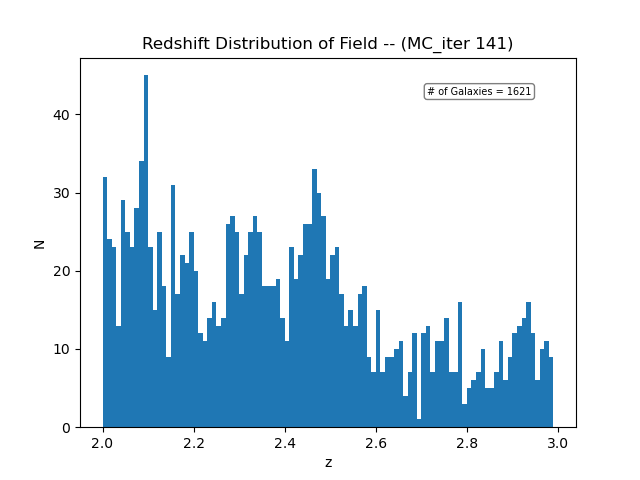 Redshift Distribution of Field -- (MC_iter 141)
# of Galaxies = 1621
40
30
20
10
0
N
2.0 2.2 2.4 2.6 2.8 3.0
z